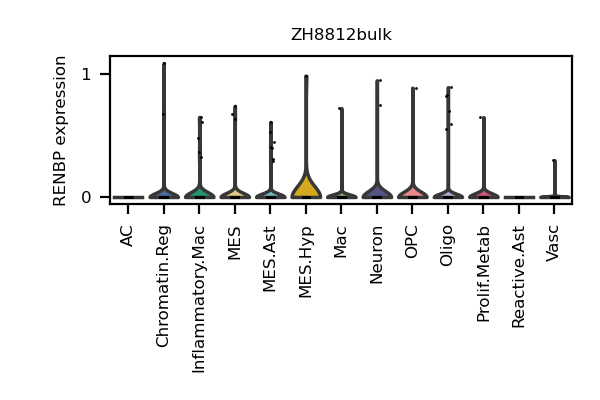 ZH8812bulk
RENBP expression
1
0
AC
Chromatin.Reg
Inflammatory.Mac
MES
MES.Ast
MES.Hyp
Mac
Neuron
OPC
Oligo
Prolif.Metab
Reactive.Ast
Vasc